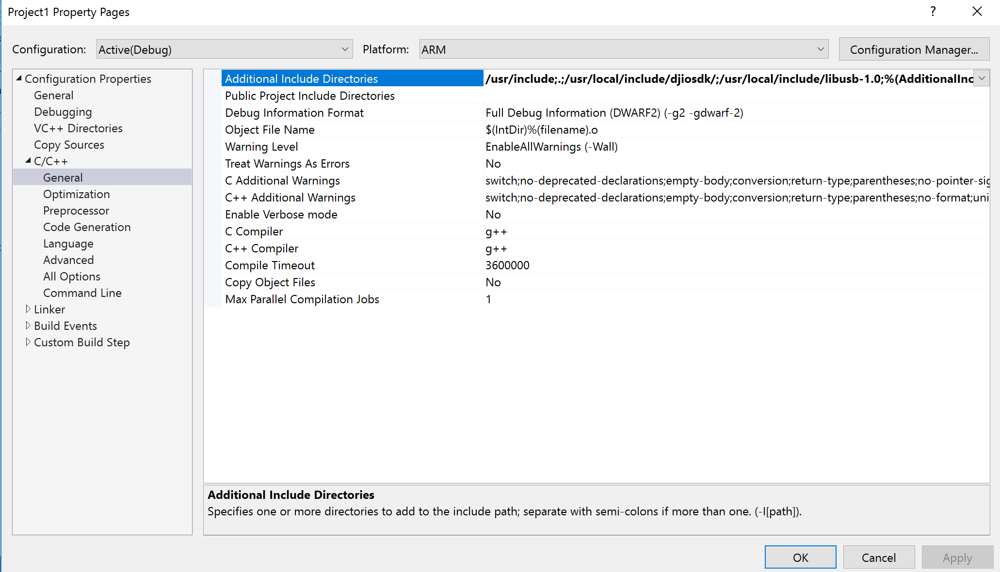 Project1 Property Pages
?
Configuration: Active(Debug) Platform: ARM Configuration Manager...
Configuration Properties
General
Debugging
VC++ Directories
Copy Sources
C/C++
General
Optimization
Preprocessor
Code Generation
Language
Advanced
All Options
Command Line
Linker
Build Events
Custom Build Step
Additional Include Directories /usr/include;.;/usr/local/include/djiosdk/;/usr/local/include/libusb-1.0;%(AdditionalInc
Public Project Include Directories
Debug Information Format Full Debug Information (DWARF2) (-g2 -gdwarf-2)
Object File Name $(IntDir)%(filename).o
Warning Level EnableAllWarnings (-Wall)
Treat Warnings As Errors No
C Additional Warnings switch;no-deprecated-declarations;empty-body;conversion;return-type;parentheses;no-pointer-sig
C++ Additional Warnings switch;no-deprecated-declarations;empty-body;conversion;return-type;parentheses;no-format;uni
Enable Verbose mode No
C Compiler g++
C++ Compiler g++
Compile Timeout 3600000
Copy Object Files No
Max Parallel Compilation Jobs 1
Additional Include Directories
Specifies one or more directories to add to the include path; separate with semi-colons if more than one. (-I[path]).
OK Cancel Apply